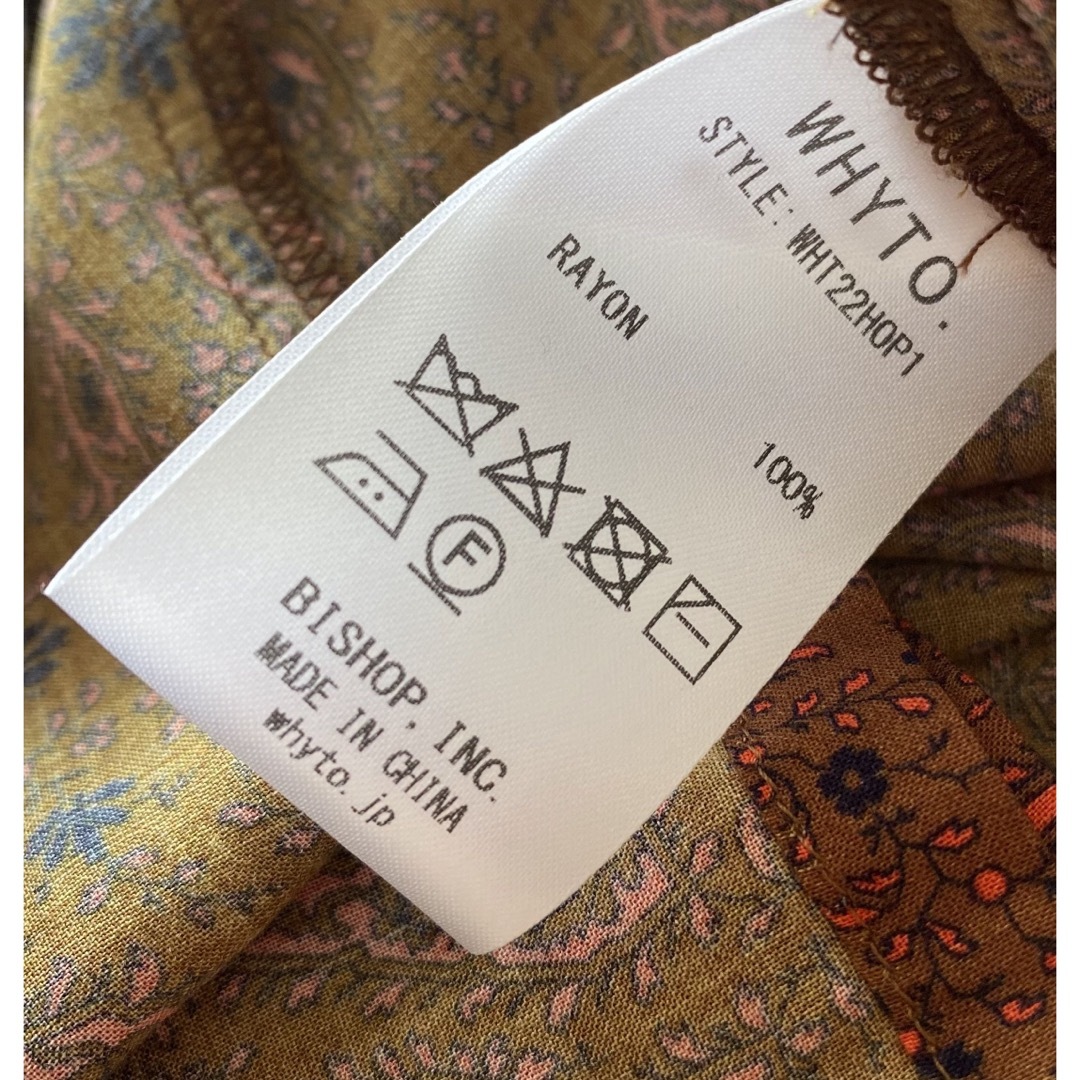 WHYTO.
STYLE: WHT22HOP1
RAYON 100%
F
BISHOP, INC.
MADE IN CHINA
whyto.jp